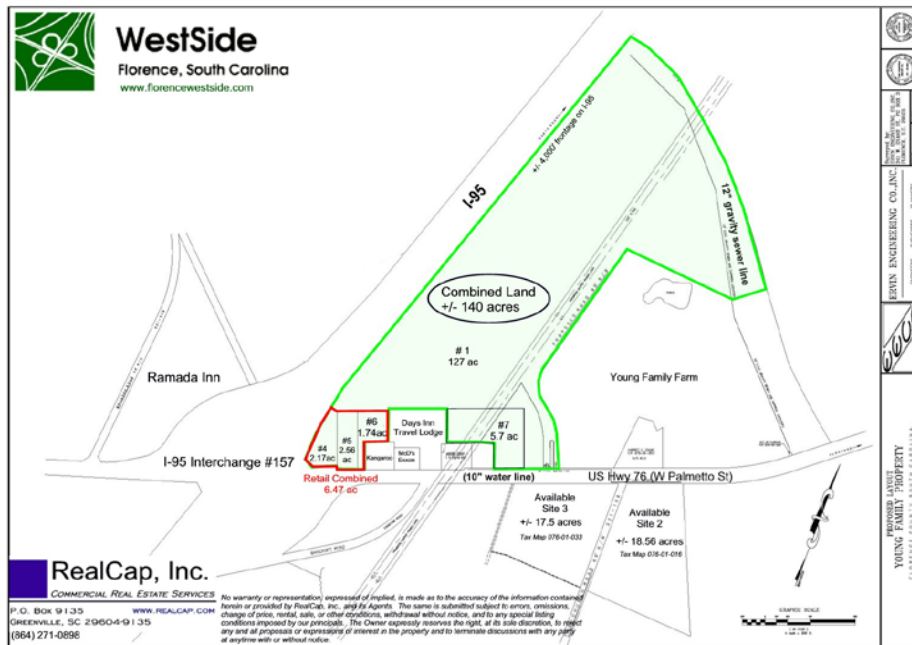 WestSide
Florence, South Carolina
www.florencewestside.com
I-95
+/- 4,000' frontage on I-95
12" gravity sewer line
Combined Land
+/- 140 acres
# 1
127 ac
Ramada Inn
Young Family Farm
#4
2.17ac
#5
2.56
ac
#6
1.74ac
Days Inn
Travel Lodge
Kangaroo
McD's
Exxon
#7
5.7 ac
I-95 Interchange #157
Retail Combined
6.47 ac
(10" water line)
US Hwy 76 (W Palmetto St)
Available
Site 3
+/- 17.5 acres
Tax Map 076-01-033
Available
Site 2
+/- 18.56 acres
Tax Map 076-01-016
RealCap, Inc.
Commercial Real Estate Services
P.O. Box 9135
www.realcap.com
Greenville, SC 29604-9135
(864) 271-0898
No warranty or representation, expressed of implied, is made as to the accuracy of the information contained
herein or provided by RealCap, Inc. and its Agents. The same is submitted subject to errors, omissions,
change of price, rental, sale, or other conditions, withdrawal without notice, and to any special listing
conditions imposed by our principals. The Owner expressly reserves the right, at its sole discretion, to reject
any and all proposals or expressions of interest in the property and to terminate discussions with any party
at anytime with or without notice.
GRAPHIC SCALE
ERVIN ENGINEERING CO., INC.
PROPOSED LAYOUT
YOUNG FAMILY PROPERTY